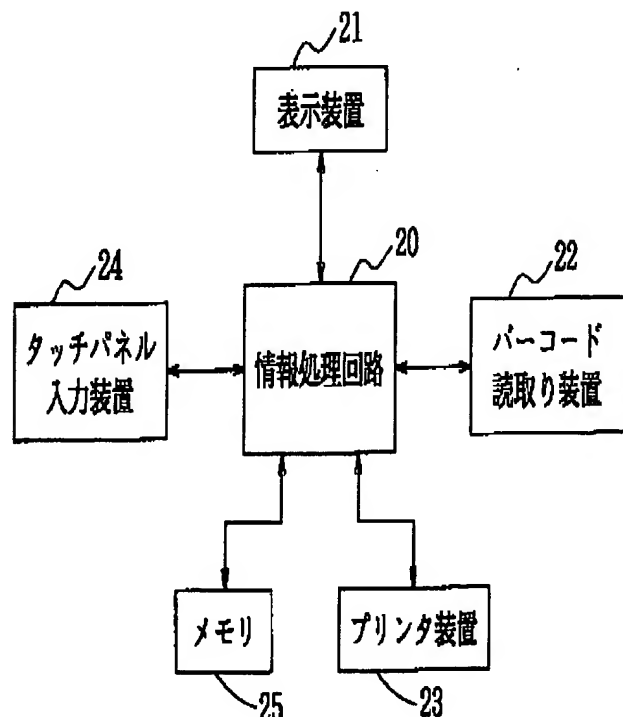 21
表示装置
24
タッチパネル
入力装置
20
情報処理回路
22
バーコード
読取り装置
メモリ
25
プリンタ装置
23